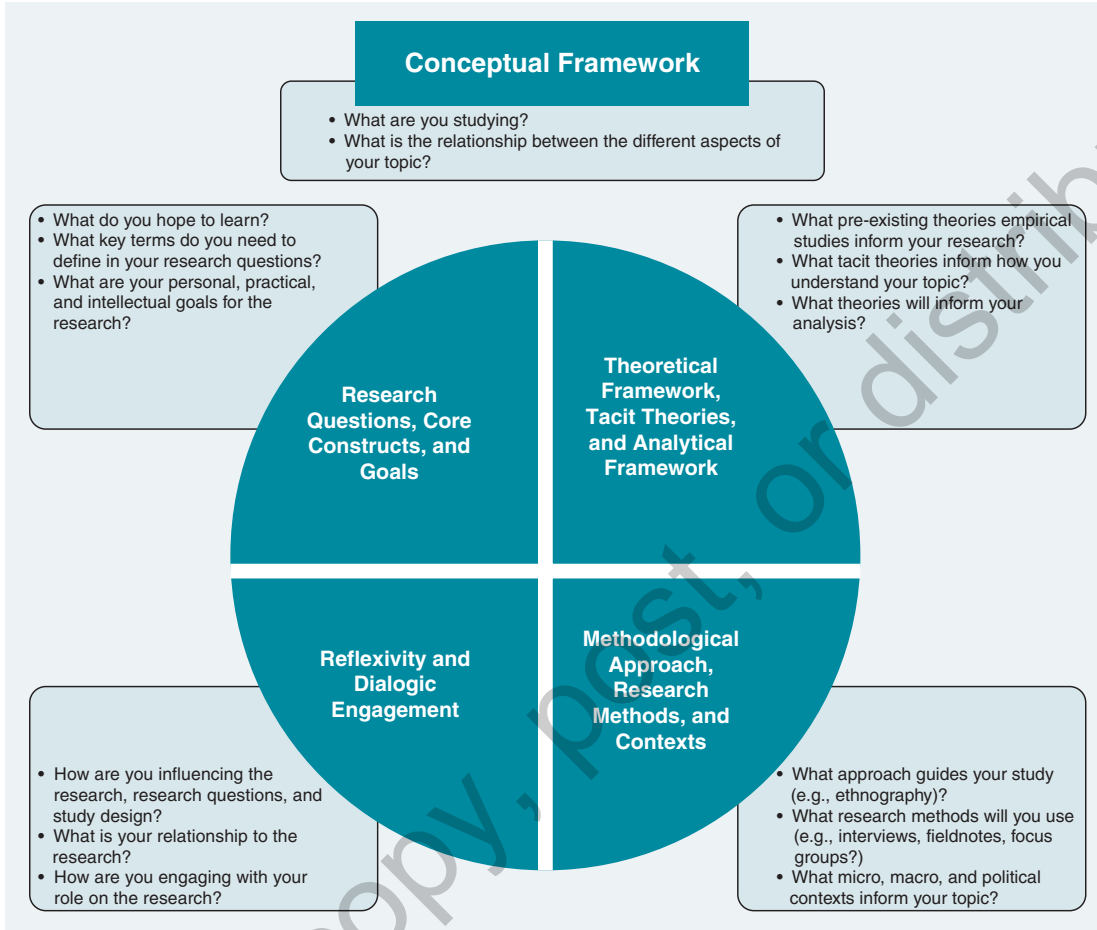 Conceptual Framework
• What are you studying?
• What is the relationship between the different aspects of
your topic?
• What do you hope to learn?
• What key terms do you need to
define in your research questions?
• What are your personal, practical,
and intellectual goals for the
research?
• What pre-existing theories empirical
studies inform your research?
• What tacit theories inform how you
understand your topic?
• What theories will inform your
analysis?
Research
Questions, Core
Constructs, and
Goals
Theoretical
Framework,
Tacit Theories,
and Analytical
Framework
Reflexivity and
Dialogic
Engagement
Methodological
Approach,
Research
Methods, and
Contexts
• How are you influencing the
research, research questions, and
study design?
• What is your relationship to the
research?
• How are you engaging with your
role on the research?
• What approach guides your study
(e.g., ethnography)?
• What research methods will you use
(e.g., interviews, fieldnotes, focus
groups?)
• What micro, macro, and political
contexts inform your topic?
opy, post, or distrib